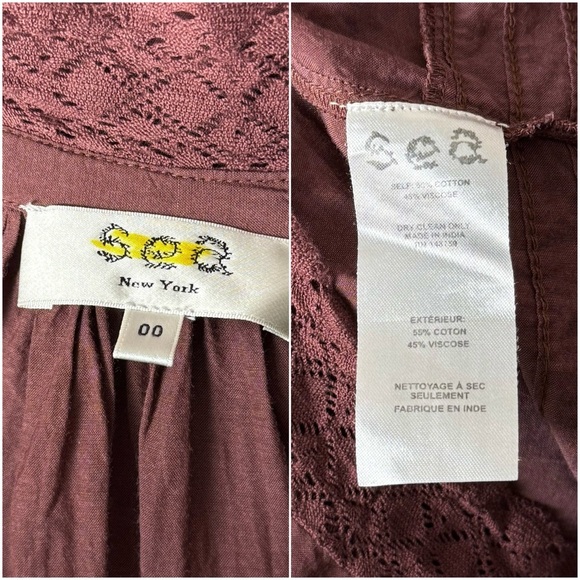 sea
New York
00
sea
SELF: 55% COTTON
45% VISCOSE
DRY CLEAN ONLY
MADE IN INDIA
EXTÉRIEUR:
55% COTON
45% VISCOSE
NETTOYAGE À SEC
SEULEMENT
FABRIQUE EN INDE